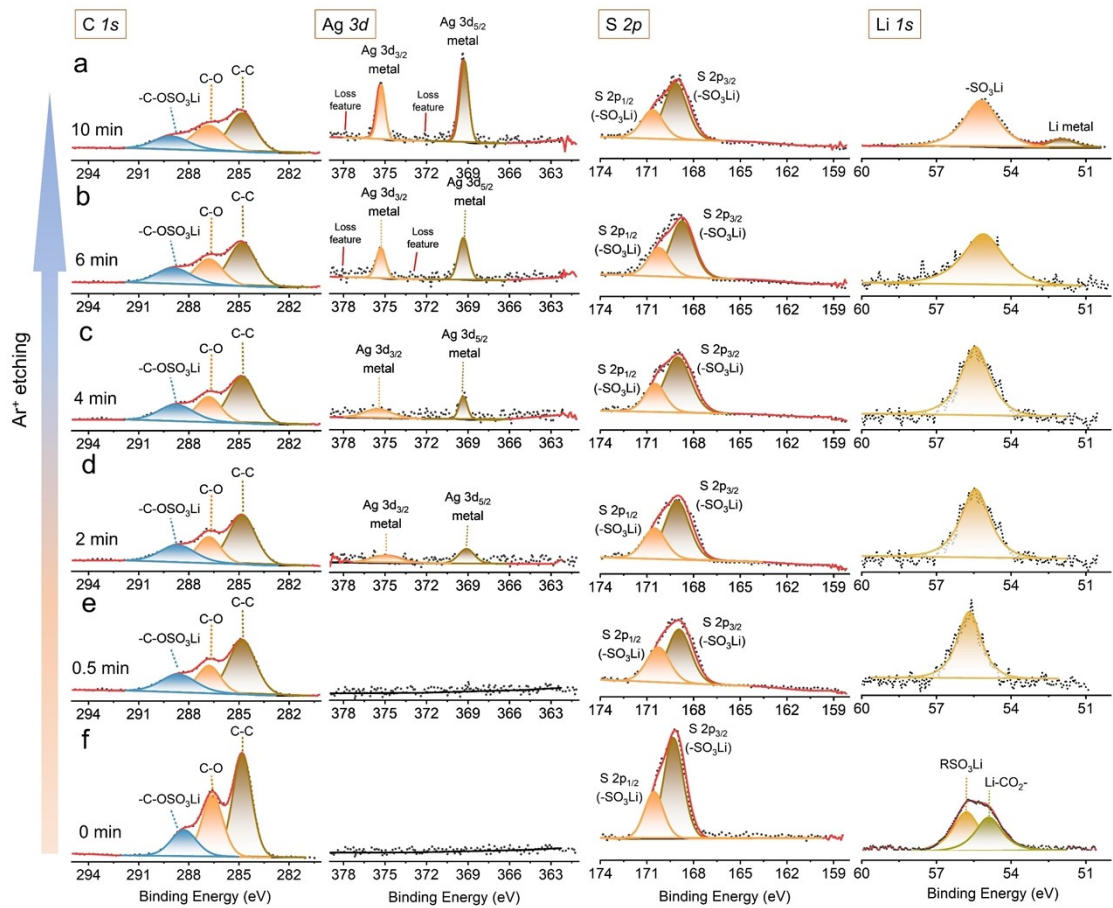 C 1s
Ag 3d
S 2p
Li 1s
Ar⁺ etching
a
10 min
-C-OSO₃Li
C-O
C-C
294 291 288 285 282
Loss feature
Ag 3d₃/₂ metal
Loss feature
Ag 3d₅/₂ metal
378 375 372 369 366 363
S 2p₁/₂ (-SO₃Li)
S 2p₃/₂ (-SO₃Li)
174 171 168 165 162 159
-SO₃Li
Li metal
60 57 54 51
b
6 min
-C-OSO₃Li
C-O
C-C
294 291 288 285 282
Loss feature
Ag 3d₃/₂ metal
Loss feature
Ag 3d₅/₂ metal
378 375 372 369 366 363
S 2p₁/₂ (-SO₃Li)
S 2p₃/₂ (-SO₃Li)
174 171 168 165 162 159
60 57 54 51
c
4 min
-C-OSO₃Li
C-O
C-C
294 291 288 285 282
Ag 3d₃/₂ metal
Ag 3d₅/₂ metal
378 375 372 369 366 363
S 2p₁/₂ (-SO₃Li)
S 2p₃/₂ (-SO₃Li)
174 171 168 165 162 159
60 57 54 51
d
2 min
-C-OSO₃Li
C-O
C-C
294 291 288 285 282
Ag 3d₃/₂ metal
Ag 3d₅/₂ metal
378 375 372 369 366 363
S 2p₁/₂ (-SO₃Li)
S 2p₃/₂ (-SO₃Li)
174 171 168 165 162 159
60 57 54 51
e
0.5 min
-C-OSO₃Li
C-O
C-C
294 291 288 285 282
378 375 372 369 366 363
S 2p₁/₂ (-SO₃Li)
S 2p₃/₂ (-SO₃Li)
174 171 168 165 162 159
60 57 54 51
f
0 min
-C-OSO₃Li
C-O
C-C
294 291 288 285 282
378 375 372 369 366 363
S 2p₁/₂ (-SO₃Li)
S 2p₃/₂ (-SO₃Li)
174 171 168 165 162 159
RSO₃Li
Li-CO₂-
60 57 54 51
Binding Energy (eV)
Binding Energy (eV)
Binding Energy (eV)
Binding Energy (eV)